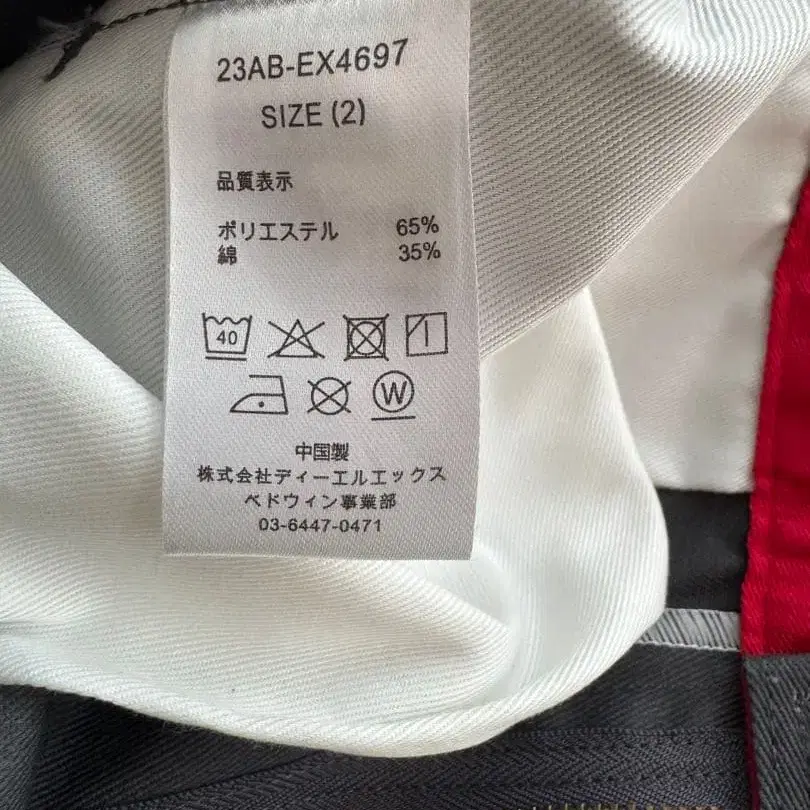 23AB-EX4697
SIZE (2)
品質表示
ポリエステル 65%
綿 35%
40
W
中国製
株式会社ディーエルエックス
ベドウィン事業部
03-6447-0471